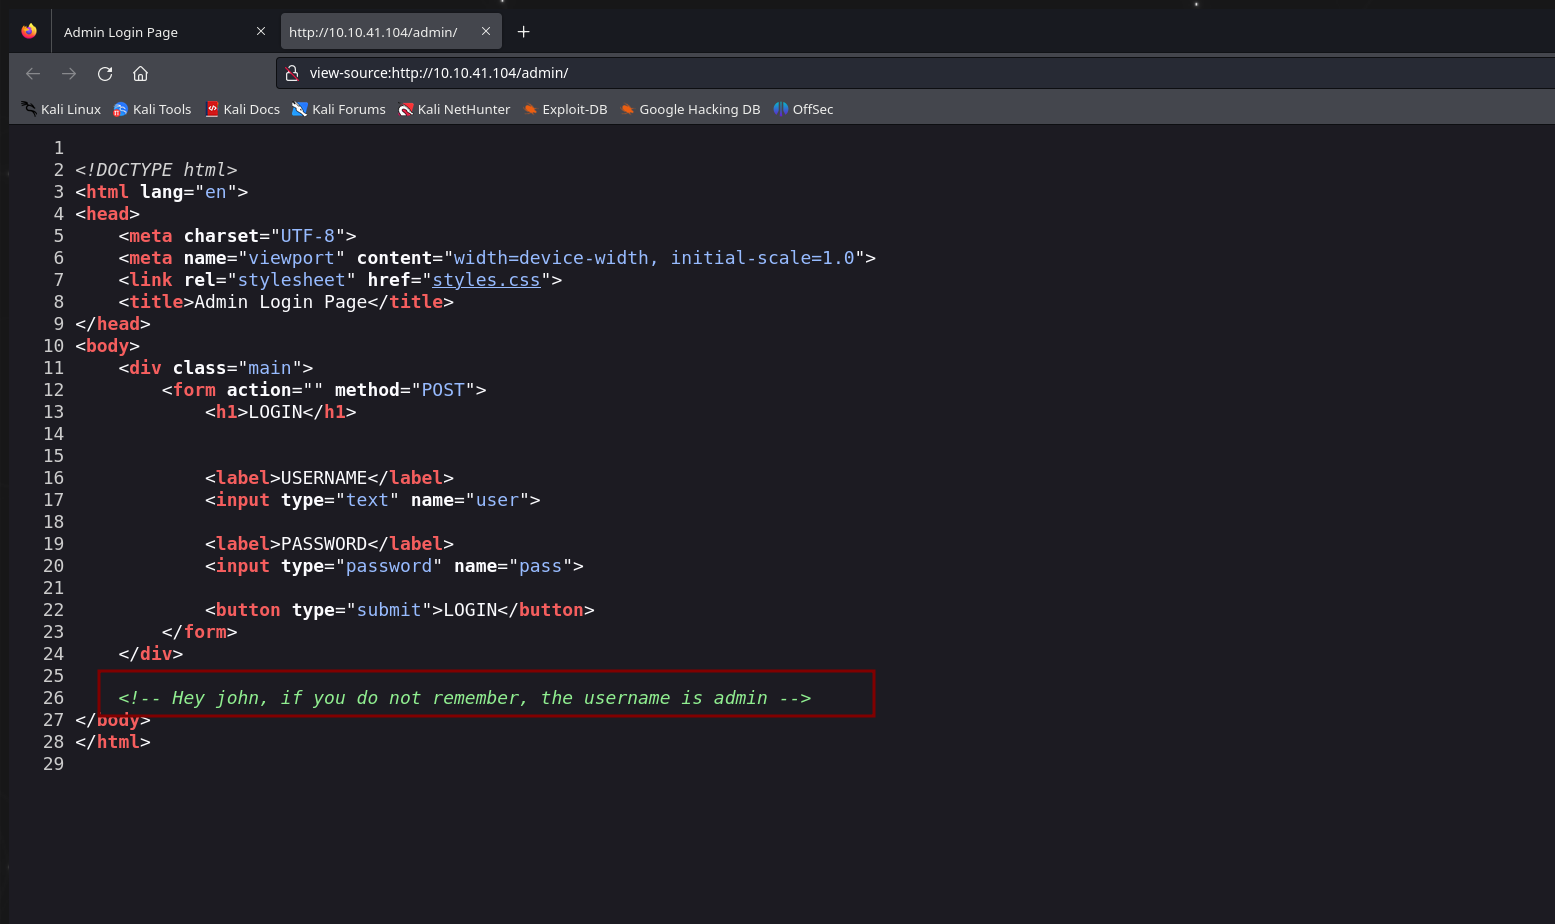 Admin Login Page
http://10.10.41.104/admin/
view-source:http://10.10.41.104/admin/
Kali Linux Kali Tools Kali Docs Kali Forums Kali NetHunter Exploit-DB Google Hacking DB OffSec
1
2 <!DOCTYPE html>
3 <html lang="en">
4 <head>
5     <meta charset="UTF-8">
6     <meta name="viewport" content="width=device-width, initial-scale=1.0">
7     <link rel="stylesheet" href="styles.css">
8     <title>Admin Login Page</title>
9 </head>
10 <body>
11     <div class="main">
12         <form action="" method="POST">
13             <h1>LOGIN</h1>
14
15
16             <label>USERNAME</label>
17             <input type="text" name="user">
18
19             <label>PASSWORD</label>
20             <input type="password" name="pass">
21
22             <button type="submit">LOGIN</button>
23         </form>
24     </div>
25
26     <!-- Hey john, if you do not remember, the username is admin -->
27 </body>
28 </html>
29